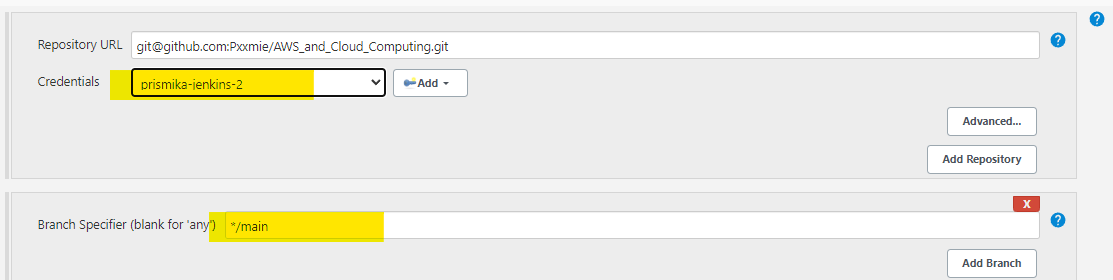 Repository URL git@github.com:Pxxmie/AWS_and_Cloud_Computing.git ?
?
Credentials prismika-jenkins-2 Add
Advanced...
Add Repository
X
Branch Specifier (blank for 'any') */main ?
Add Branch